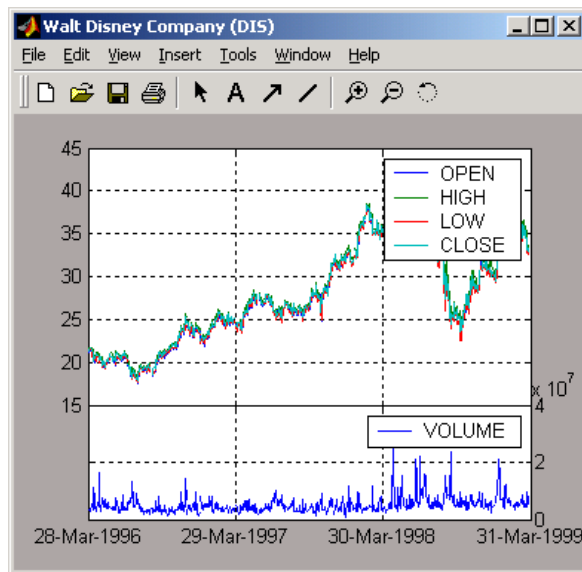 Walt Disney Company (DIS)
File Edit View Insert Tools Window Help
A
45
40
35
30
25
20
15
OPEN
HIGH
LOW
CLOSE
x 10^7
4
2
0
VOLUME
28-Mar-1996 29-Mar-1997 30-Mar-1998 31-Mar-1999